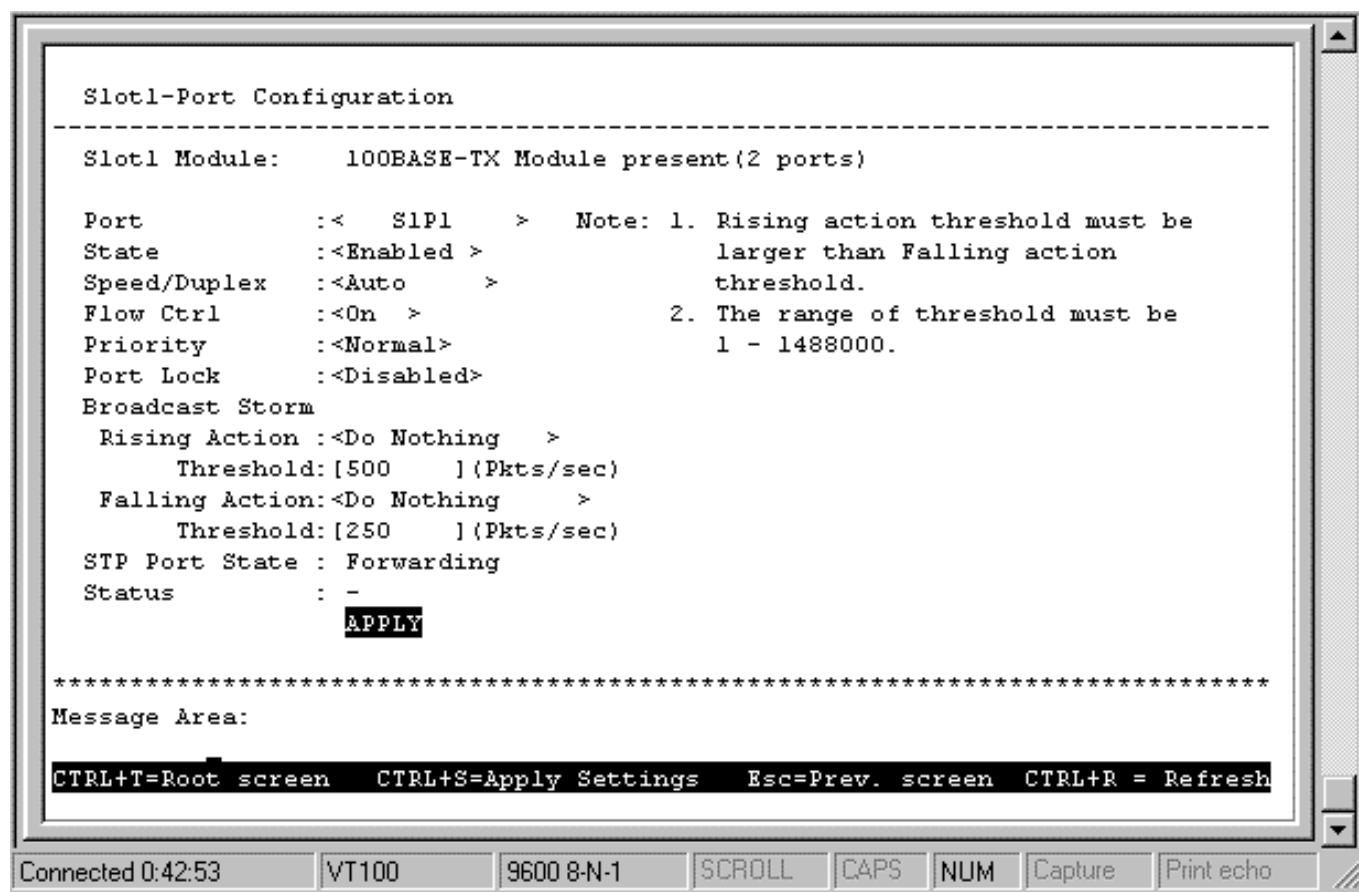 Slot1-Port Configuration
--------------------------------------------------------------------------------
Slot1 Module: 100BASE-TX Module present(2 ports)
Port :< S1P1 > Note: 1. Rising action threshold must be
State :<Enabled > larger than Falling action
Speed/Duplex :<Auto > threshold.
Flow Ctrl :<On > 2. The range of threshold must be
Priority :<Normal> 1 - 1488000.
Port Lock :<Disabled>
Broadcast Storm
Rising Action :<Do Nothing >
Threshold:[500 ](Pkts/sec)
Falling Action:<Do Nothing >
Threshold:[250 ](Pkts/sec)
STP Port State : Forwarding
Status : -
APPLY
********************************************************************************
Message Area:
CTRL+T=Root screen CTRL+S=Apply Settings Esc=Prev. screen CTRL+R = Refresh
Connected 0:42:53 VT100 9600 8-N-1 SCROLL CAPS NUM Capture Print echo